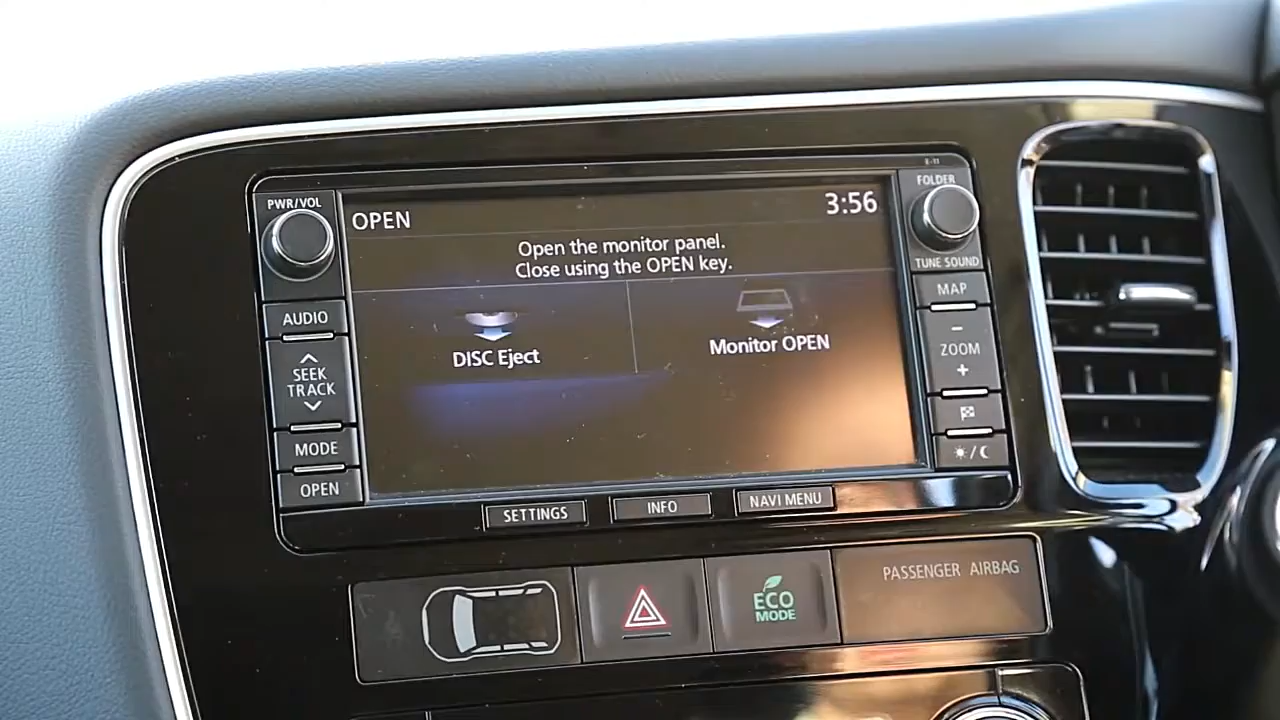 E-11
PWR/VOL
FOLDER
OPEN
3:56
Open the monitor panel.
Close using the OPEN key.
DISC Eject
Monitor OPEN
AUDIO
SEEK
TRACK
MODE
OPEN
TUNE SOUND
MAP
−
ZOOM
+
SETTINGS
INFO
NAVI MENU
ECO
MODE
PASSENGER AIRBAG